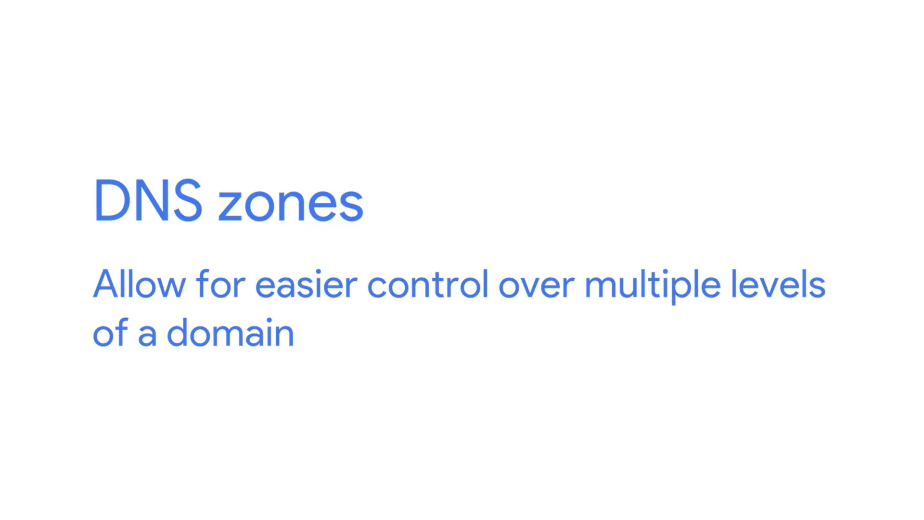 DNS zones
Allow for easier control over multiple levels
of a domain